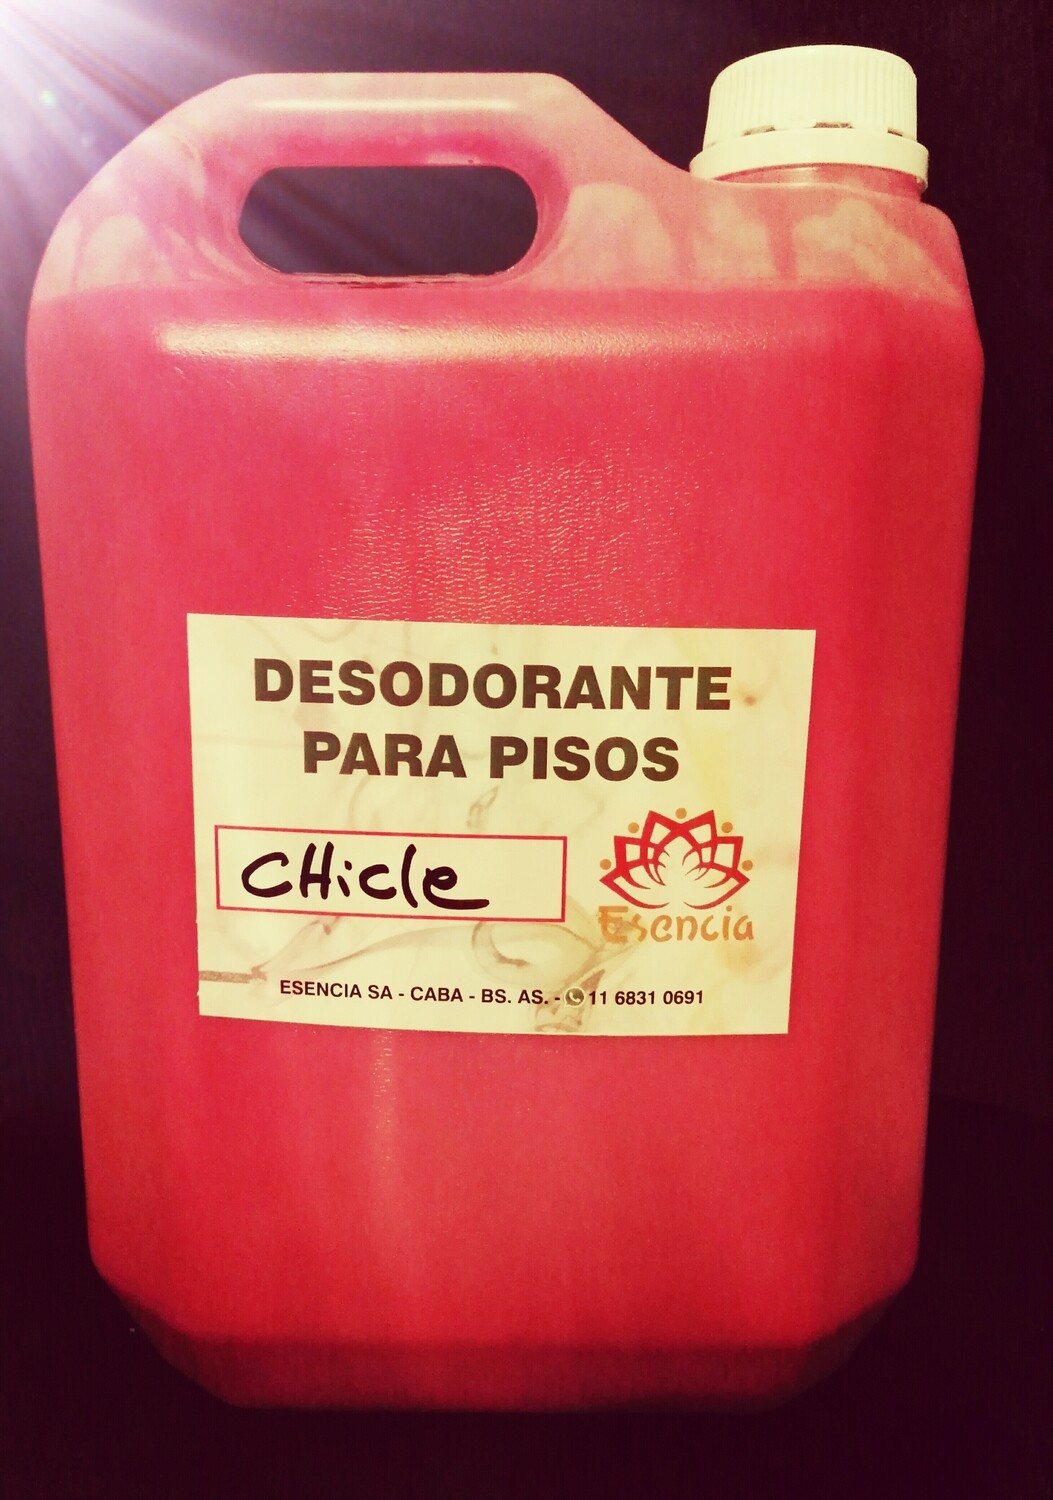 DESODORANTE
PARA PISOS
CHicle
Esencia
ESENCIA SA - CABA - BS. AS. - 11 6831 0691